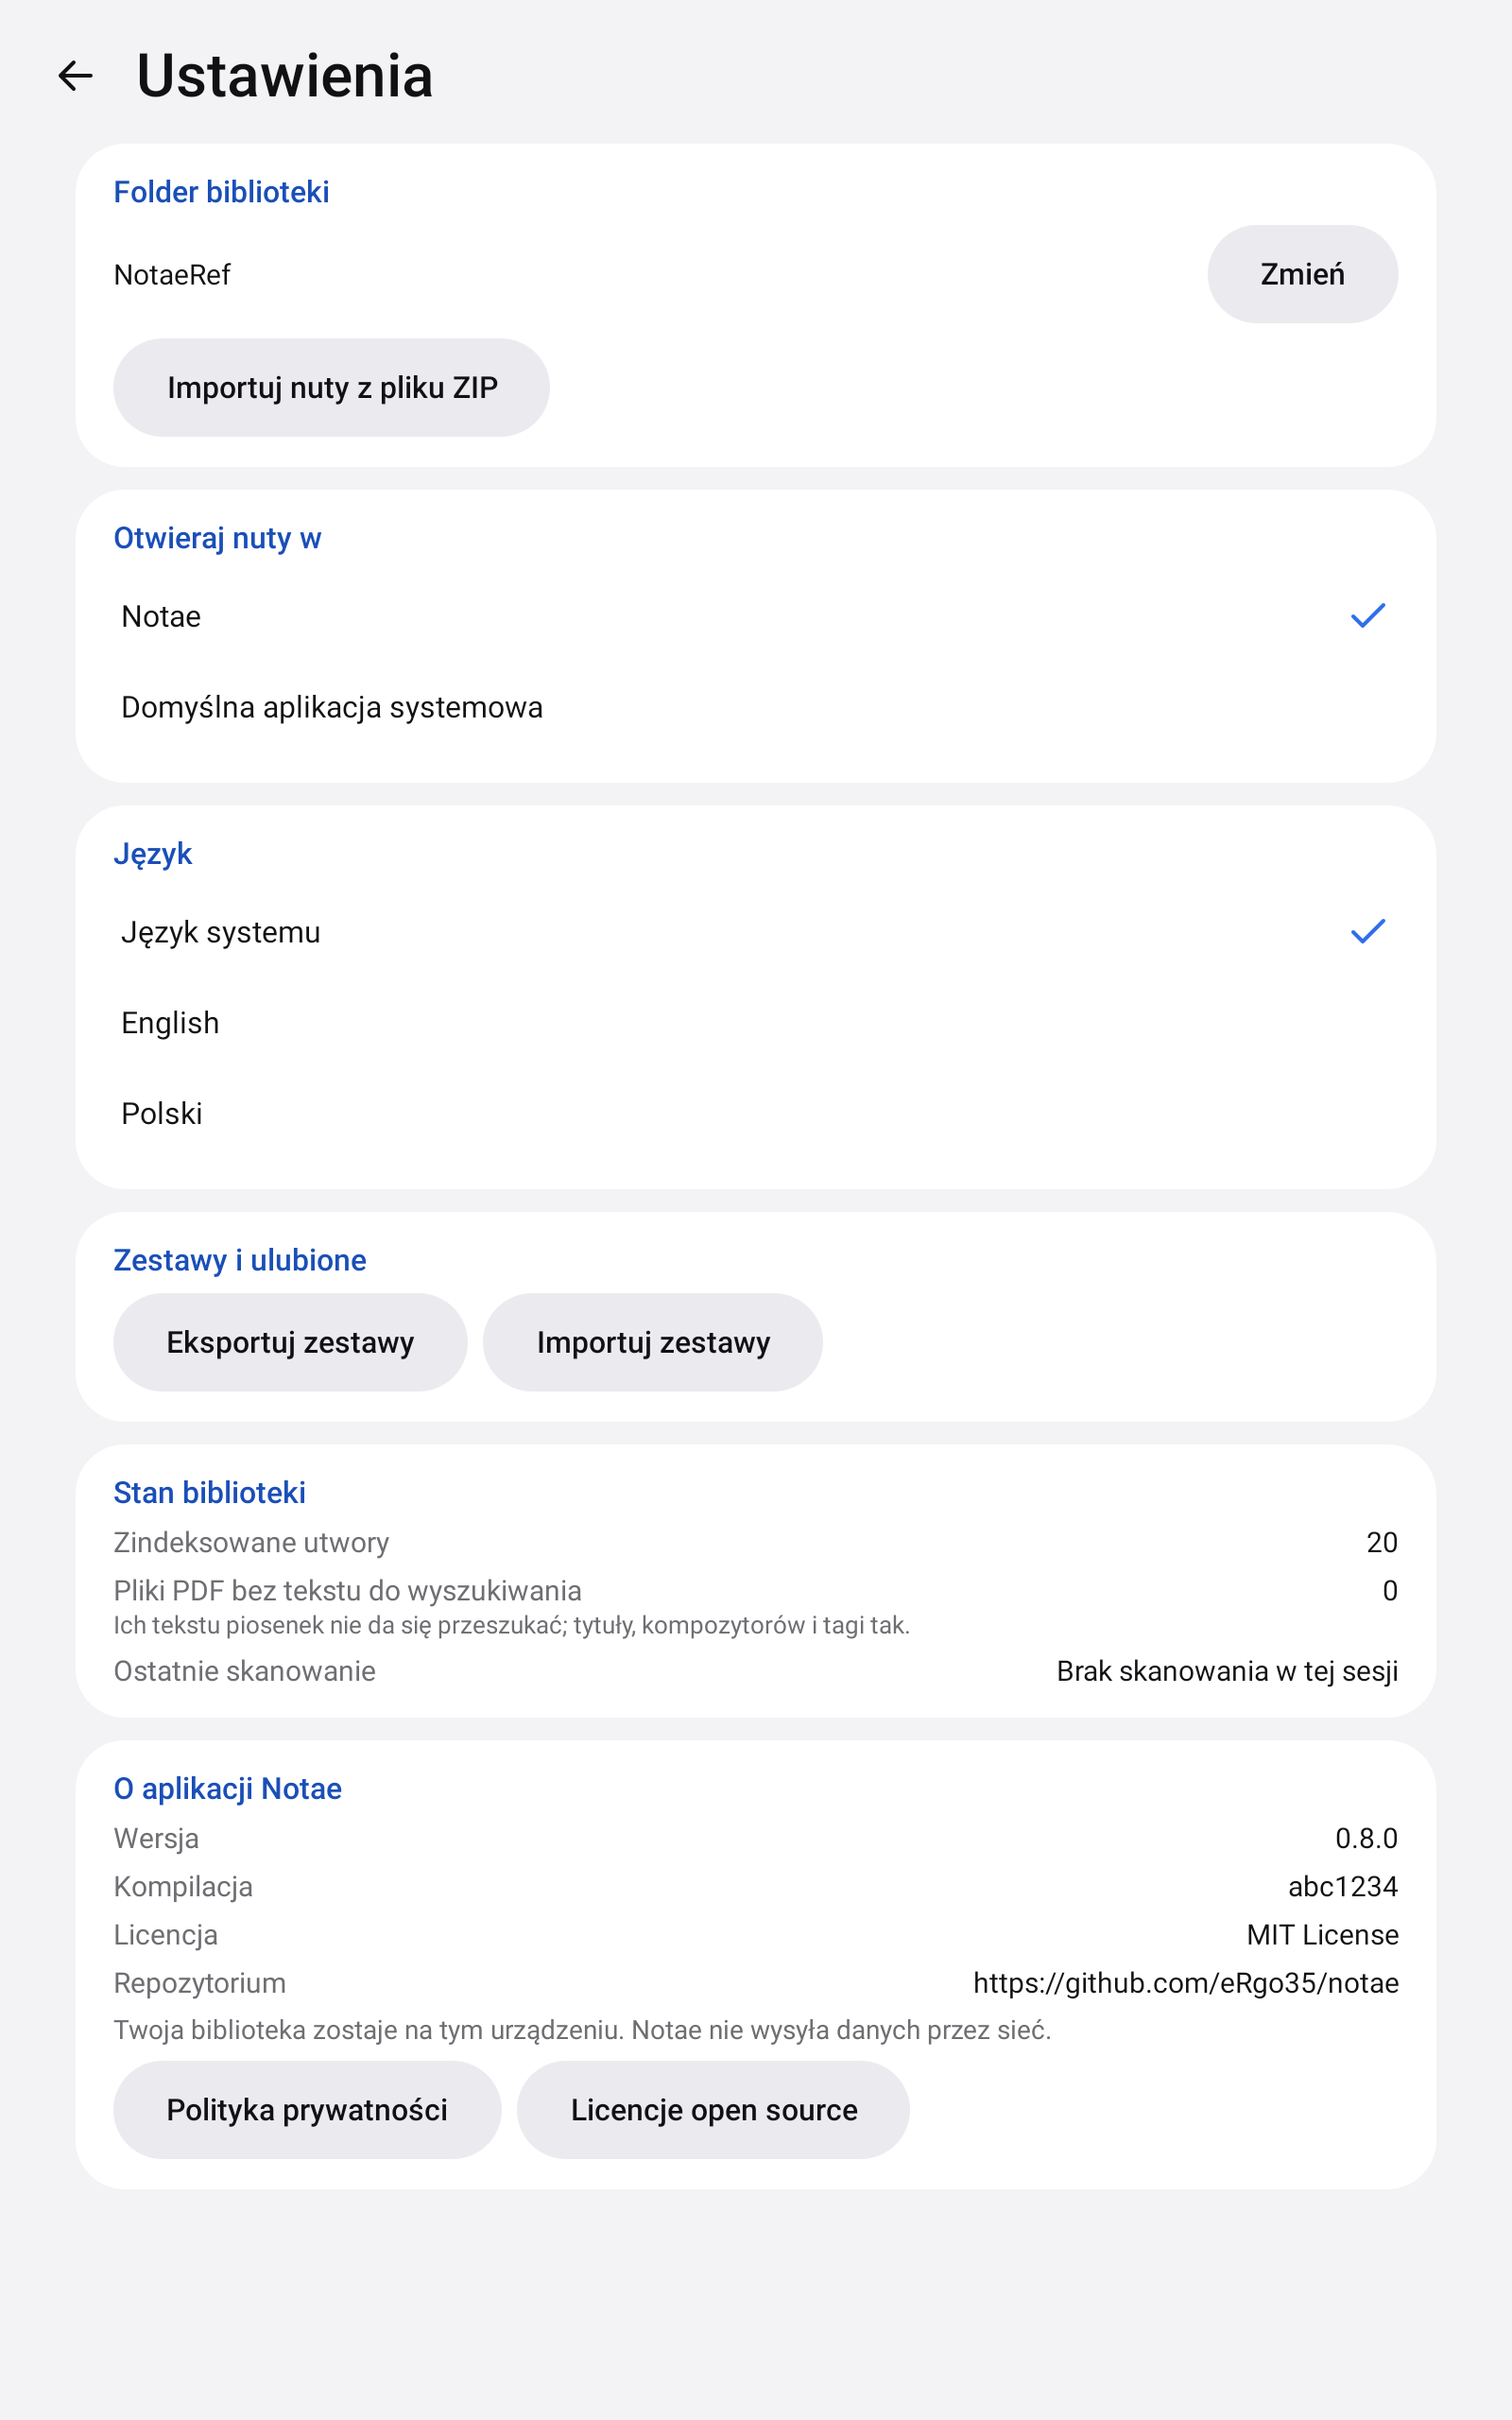 Ustawienia
Folder biblioteki
NotaeRef
Zmień
Importuj nuty z pliku ZIP
Otwieraj nuty w
Notae
Domyślna aplikacja systemowa
Język
Język systemu
English
Polski
Zestawy i ulubione
Eksportuj zestawy
Importuj zestawy
Stan biblioteki
Zindeksowane utwory 20
Pliki PDF bez tekstu do wyszukiwania 0
Ich tekstu piosenek nie da się przeszukać; tytuły, kompozytorów i tagi tak.
Ostatnie skanowanie Brak skanowania w tej sesji
O aplikacji Notae
Wersja 0.8.0
Kompilacja abc1234
Licencja MIT License
Repozytorium https://github.com/eRgo35/notae
Twoja biblioteka zostaje na tym urządzeniu. Notae nie wysyła danych przez sieć.
Polityka prywatności
Licencje open source